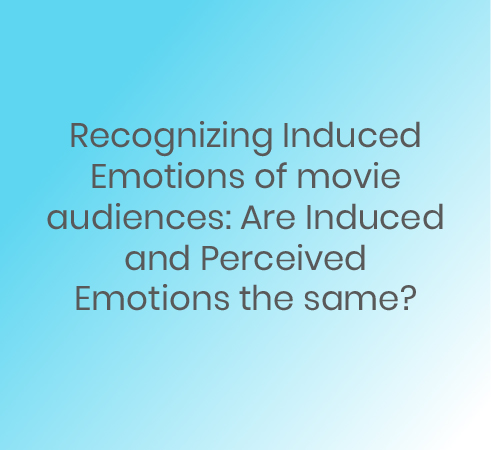 Recognizing Induced
Emotions of movie
audiences: Are Induced
and Perceived
Emotions the same?